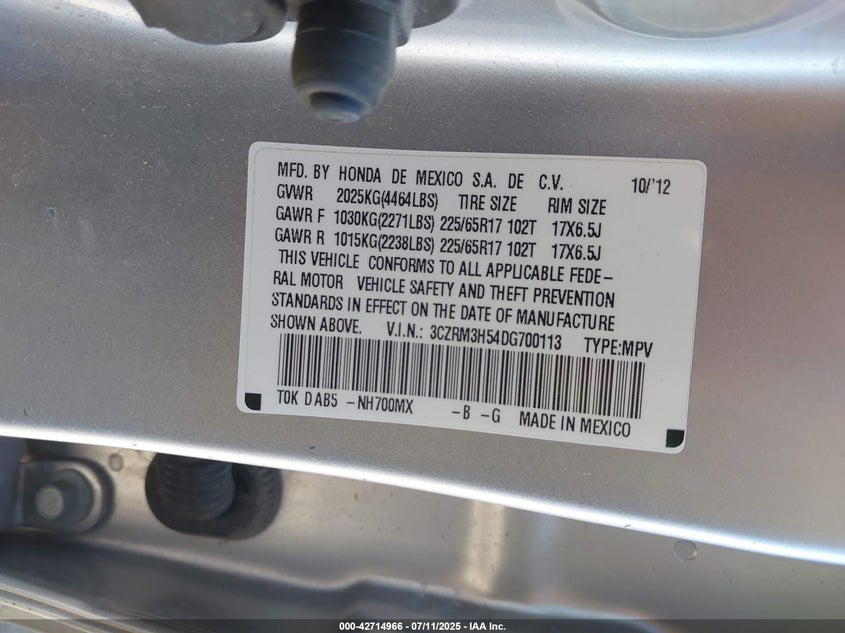 MFD. BY HONDA DE MEXICO S.A. DE C.V. 10/'12
GVWR 2025KG(4464LBS) TIRE SIZE RIM SIZE
GAWR F 1030KG(2271LBS) 225/65R17 102T 17X6.5J
GAWR R 1015KG(2238LBS) 225/65R17 102T 17X6.5J
THIS VEHICLE CONFORMS TO ALL APPLICABLE FEDE-
RAL MOTOR VEHICLE SAFETY AND THEFT PREVENTION
STANDARDS IN EFFECT ON THE DATE OF MANUFACTURE
SHOWN ABOVE. V.I.N.: 3CZRM3H54DG700113 TYPE:MPV
T0K DAB5 -NH700MX -B -G MADE IN MEXICO
000-42714966 - 07/11/2025 - IAA Inc.